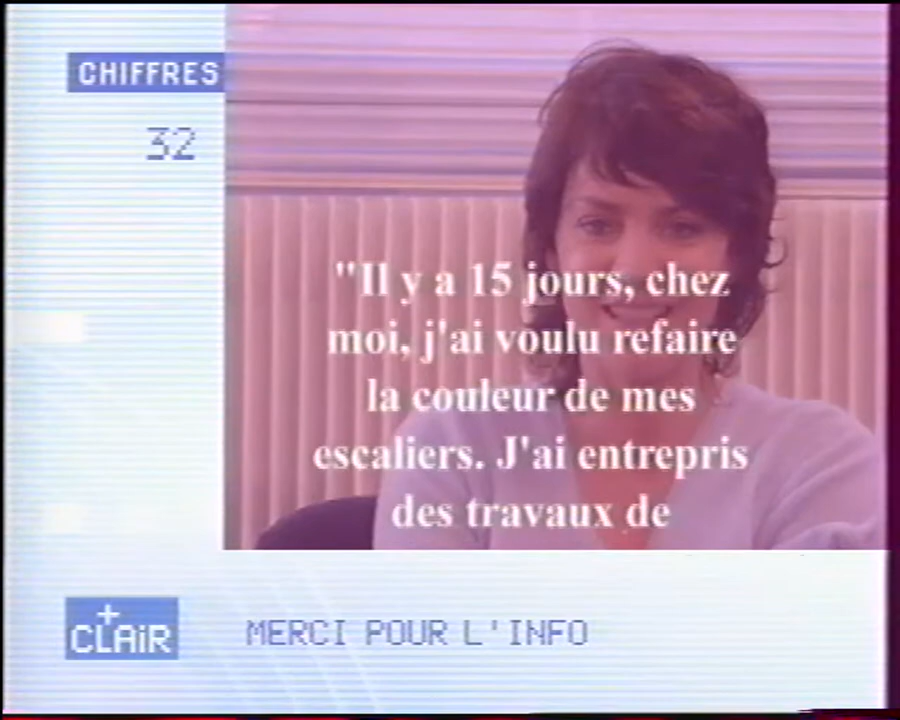 CHIFFRES
32
"Il y a 15 jours, chez
moi, j'ai voulu refaire
la couleur de mes
escaliers. J'ai entrepris
des travaux de
+
CLAiR
MERCI POUR L'INFO